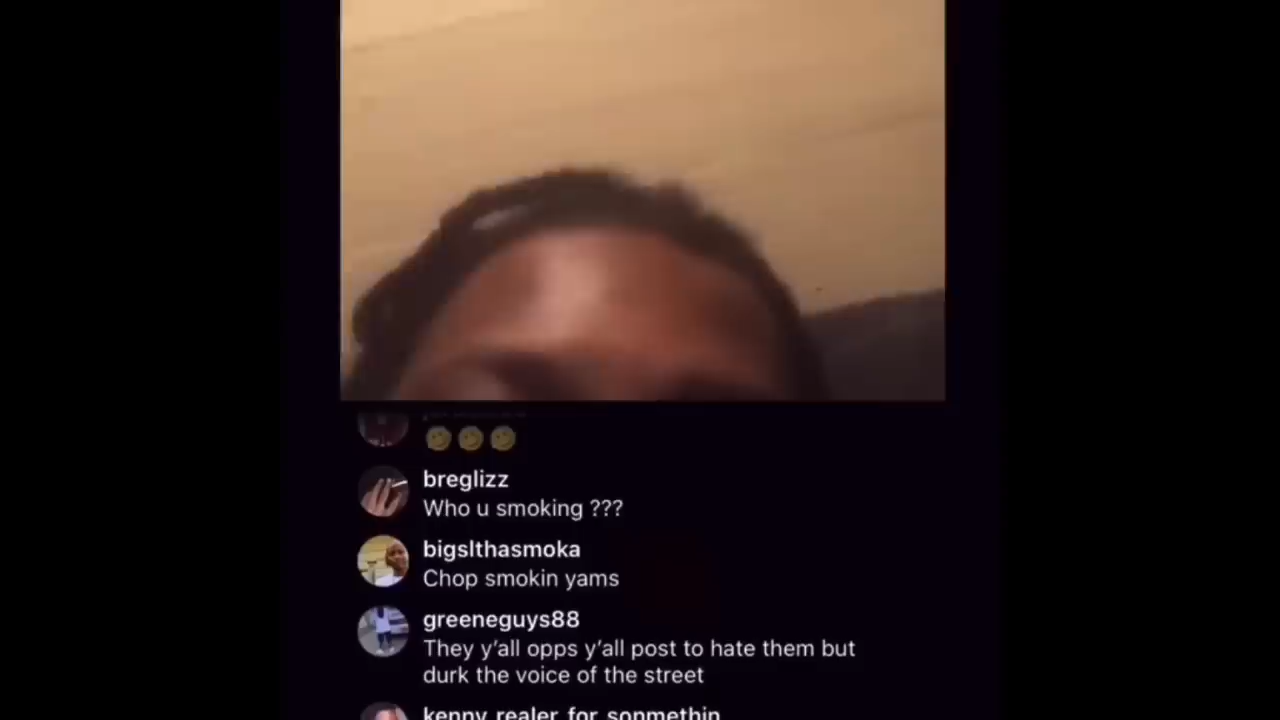 breglizz
Who u smoking ???
bigslthasmoka
Chop smokin yams
greeneguys88
They y'all opps y'all post to hate them but
durk the voice of the street
kenny_realer_for_sonmethin